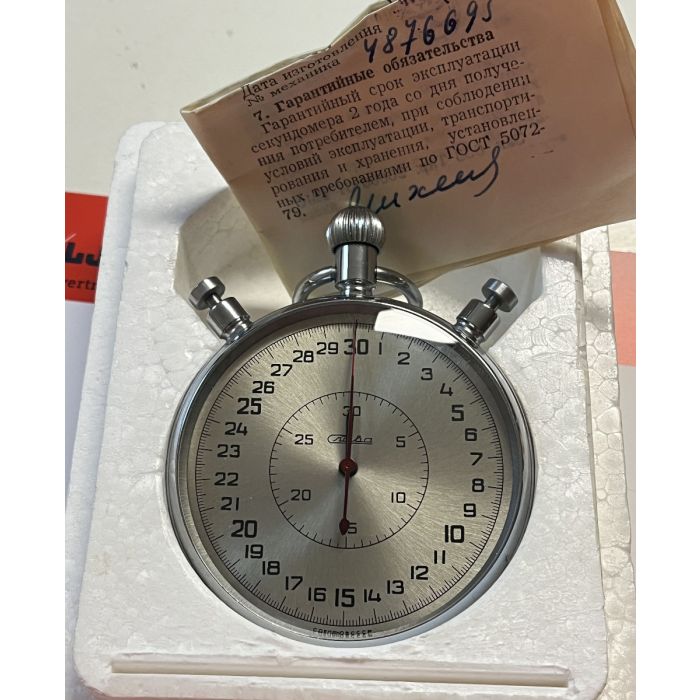 Дата изготовления
№ механика 4876695
7. Гарантийные обязательства
Гарантийный срок эксплуатации
секундомера 2 года со дня получе-
ния потребителем, при соблюдении
условий эксплуатации, транспорти-
рования и хранения, установлен-
ных требованиями по ГОСТ 5072-
79.
30 1 2 3 4 5 6 7 8 9 10 11 12 13 14 15 16 17 18 19 20 21 22 23 24 25 26 27 28 29
30 5 10 15 20 25
Слава
vertr